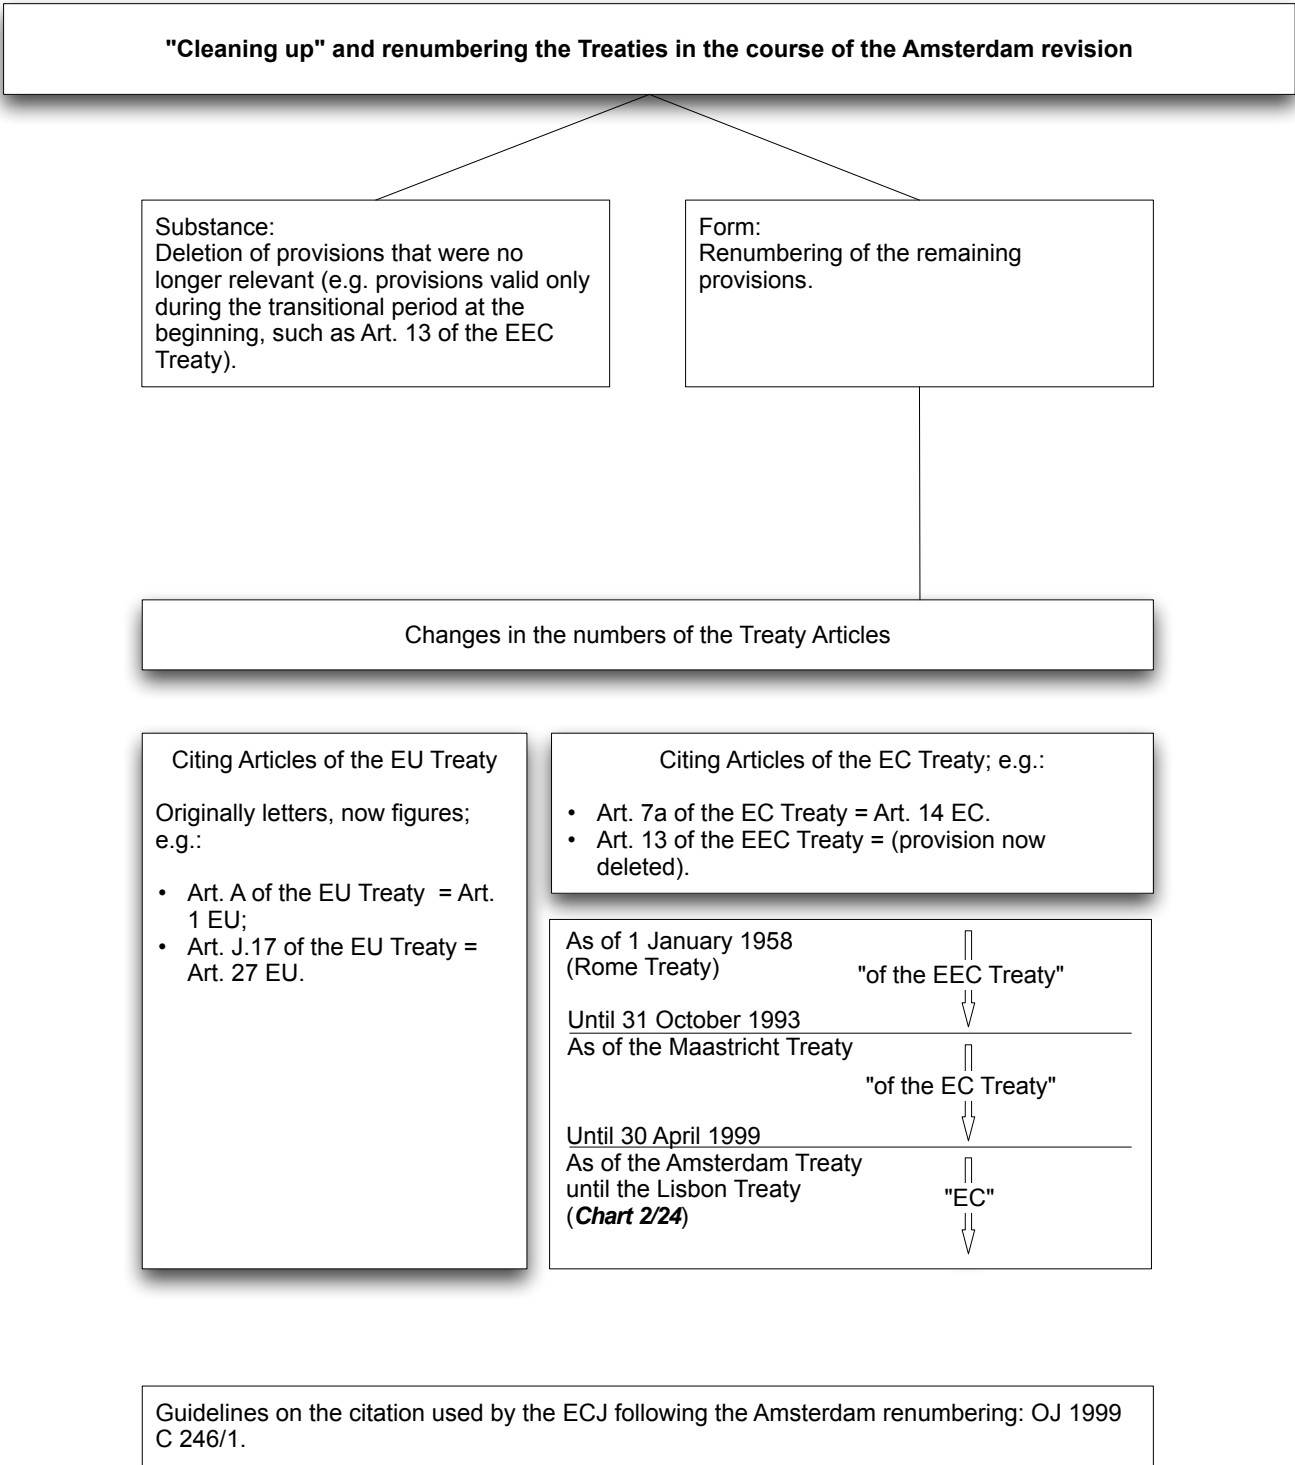 "Cleaning up" and renumbering the Treaties in the course of the Amsterdam revision
Substance:
Deletion of provisions that were no
longer relevant (e.g. provisions valid only
during the transitional period at the
beginning, such as Art. 13 of the EEC
Treaty).
Form:
Renumbering of the remaining
provisions.
Changes in the numbers of the Treaty Articles
Citing Articles of the EU Treaty
Originally letters, now figures;
e.g.:
• Art. A of the EU Treaty = Art.
1 EU;
• Art. J.17 of the EU Treaty =
Art. 27 EU.
Citing Articles of the EC Treaty; e.g.:
• Art. 7a of the EC Treaty = Art. 14 EC.
• Art. 13 of the EEC Treaty = (provision now
deleted).
As of 1 January 1958
(Rome Treaty)
"of the EEC Treaty"
Until 31 October 1993
As of the Maastricht Treaty
"of the EC Treaty"
Until 30 April 1999
As of the Amsterdam Treaty
until the Lisbon Treaty
"EC"
(Chart 2/24)
Guidelines on the citation used by the ECJ following the Amsterdam renumbering: OJ 1999
C 246/1.